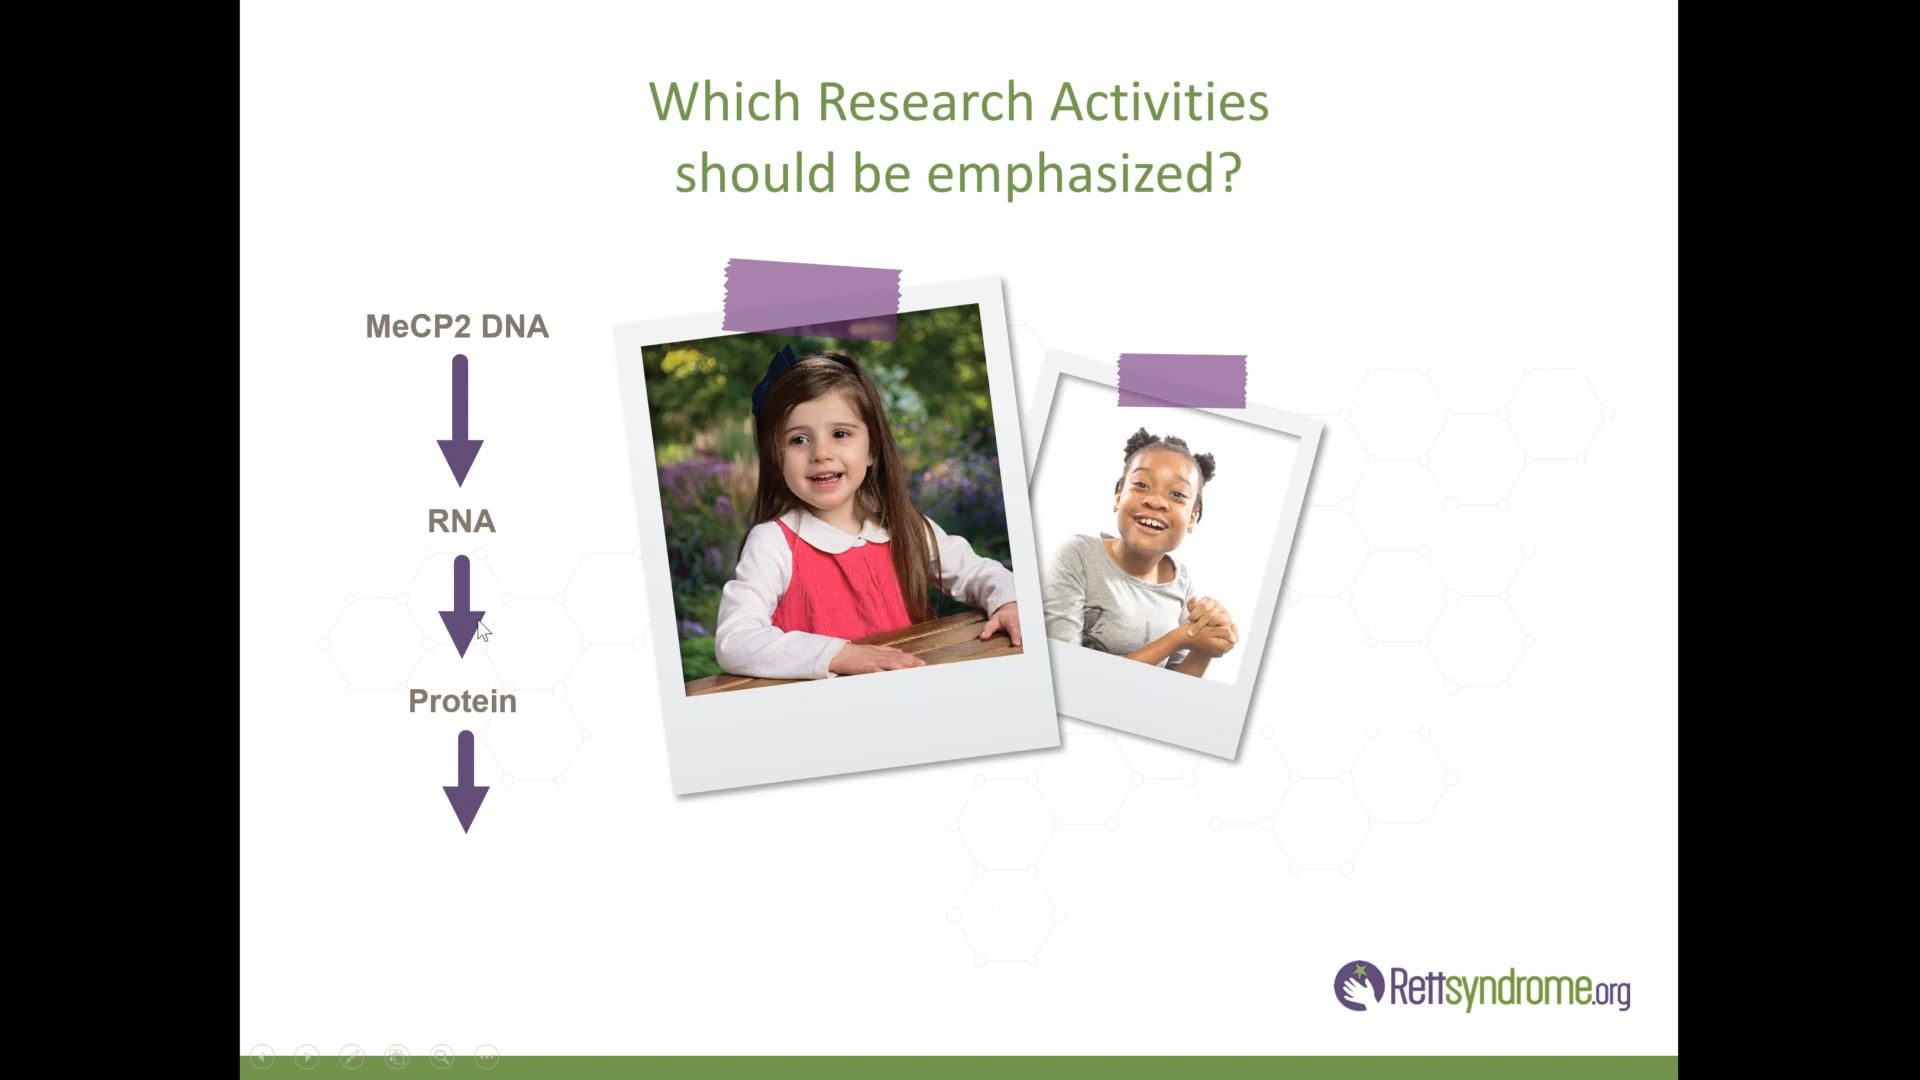 Which Research Activities
should be emphasized?
MeCP2 DNA
RNA
Protein
Rettsyndrome.org